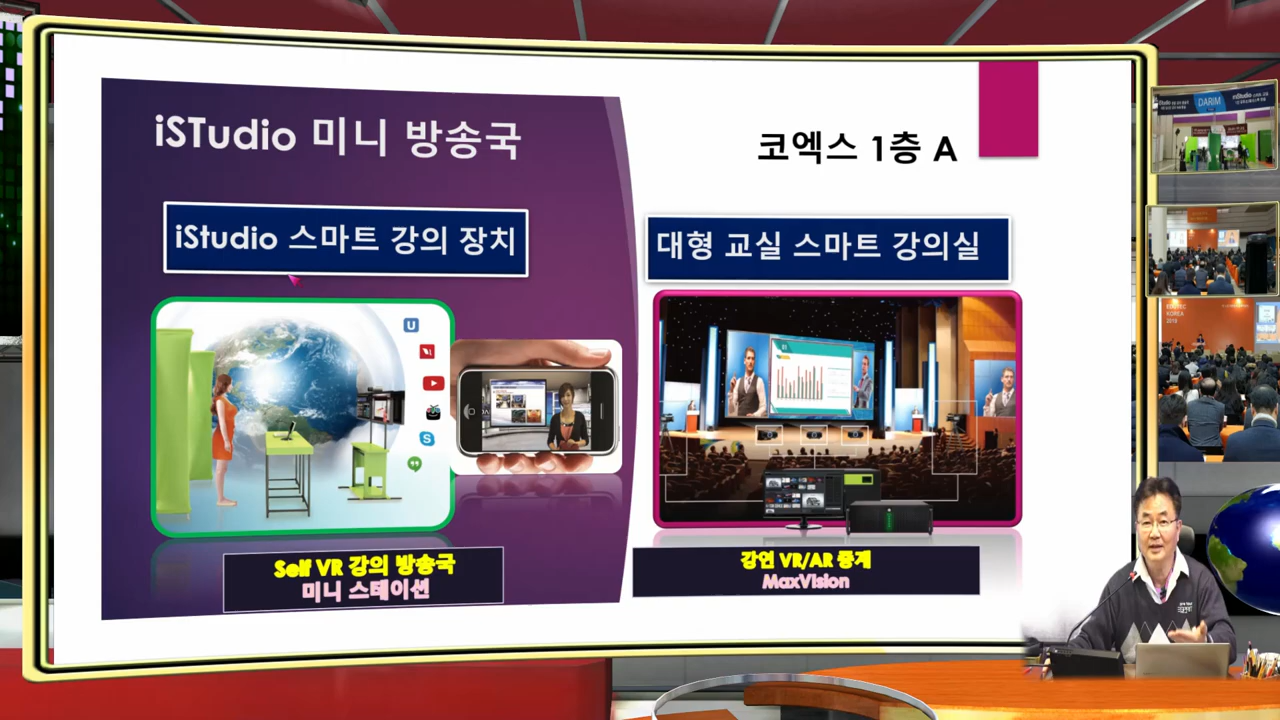 iSTudio 미니 방송국
코엑스 1층 A
iStudio 스마트 강의 장치
대형 교실 스마트 강의실
Self VR 강의 방송국
미니 스테이션
강연 VR/AR 중계
MaxVision
DARIM
KOREA